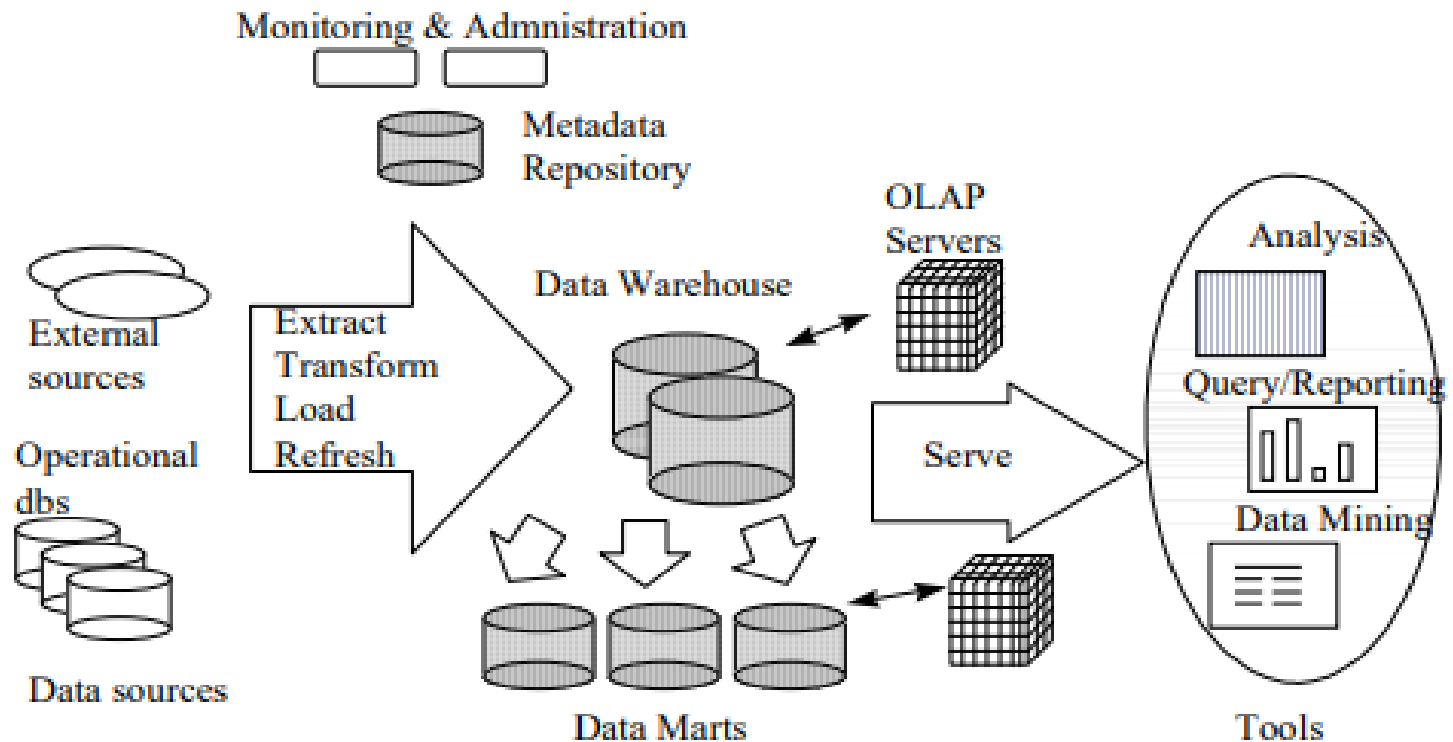 Monitoring & Admnistration
Metadata
Repository
OLAP
Servers
Analysis
Data Warehouse
External
sources
Extract
Transform
Load
Refresh
Query/Reporting
Operational
dbs
Serve
Data Mining
Data sources
Data Marts
Tools